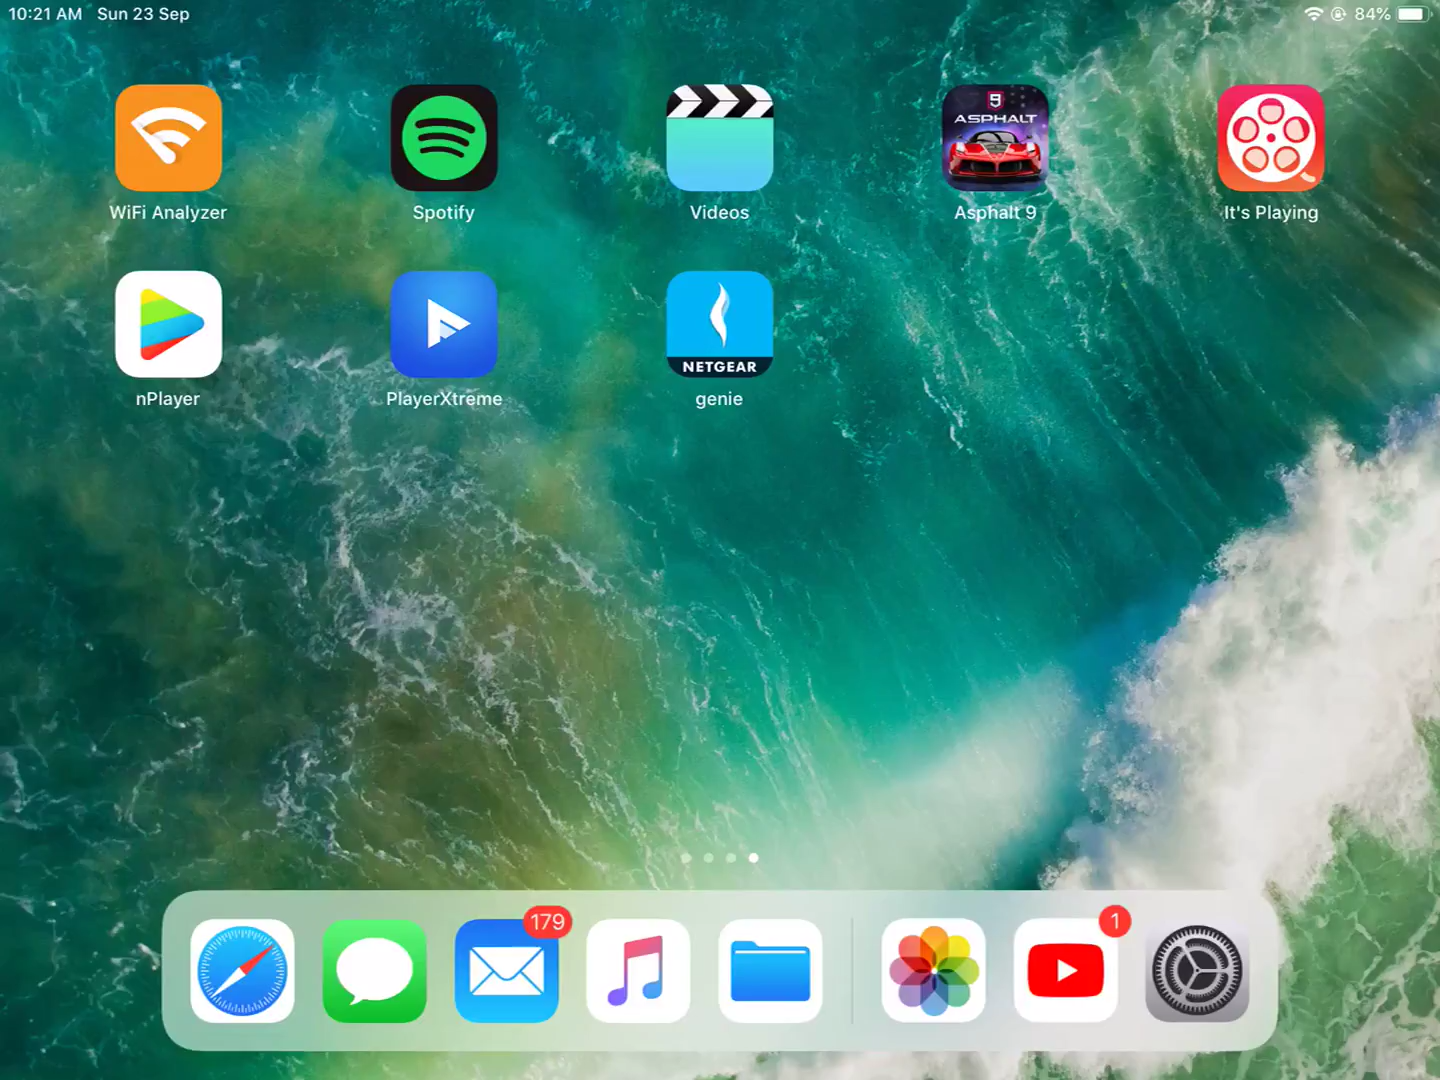 10:21 AM Sun 23 Sep
84%
9
ASPHALT
WiFi Analyzer
Spotify
Videos
Asphalt 9
It's Playing
NETGEAR
nPlayer
PlayerXtreme
genie
179
1